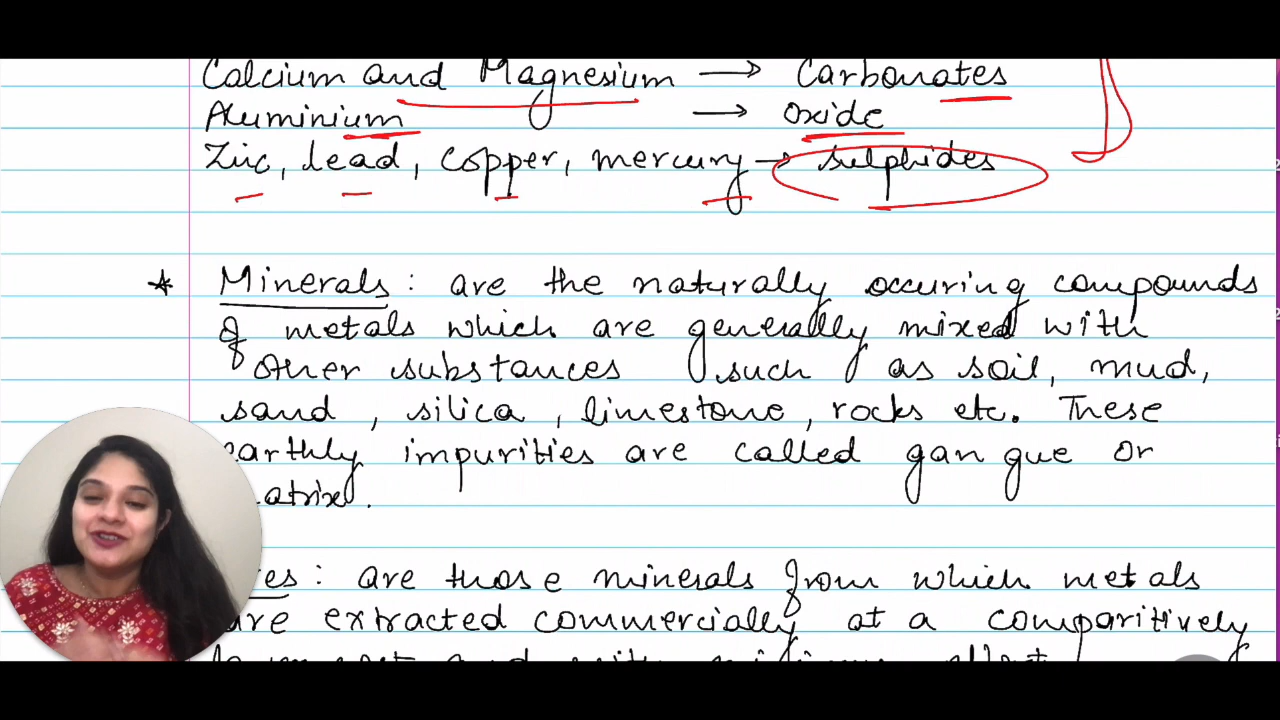 Calcium and Magnesium → Carbonates
Aluminium → Oxide
Zinc, lead, copper, mercury → sulphides
* Minerals : are the naturally occuring compounds
of metals which are generally mixed with
other substances such as soil, mud,
sand, silica, limestone, rocks etc. These
earthly impurities are called gangue or
atrix.
es : are those minerals from which metals
are extracted commercially at a comparitively